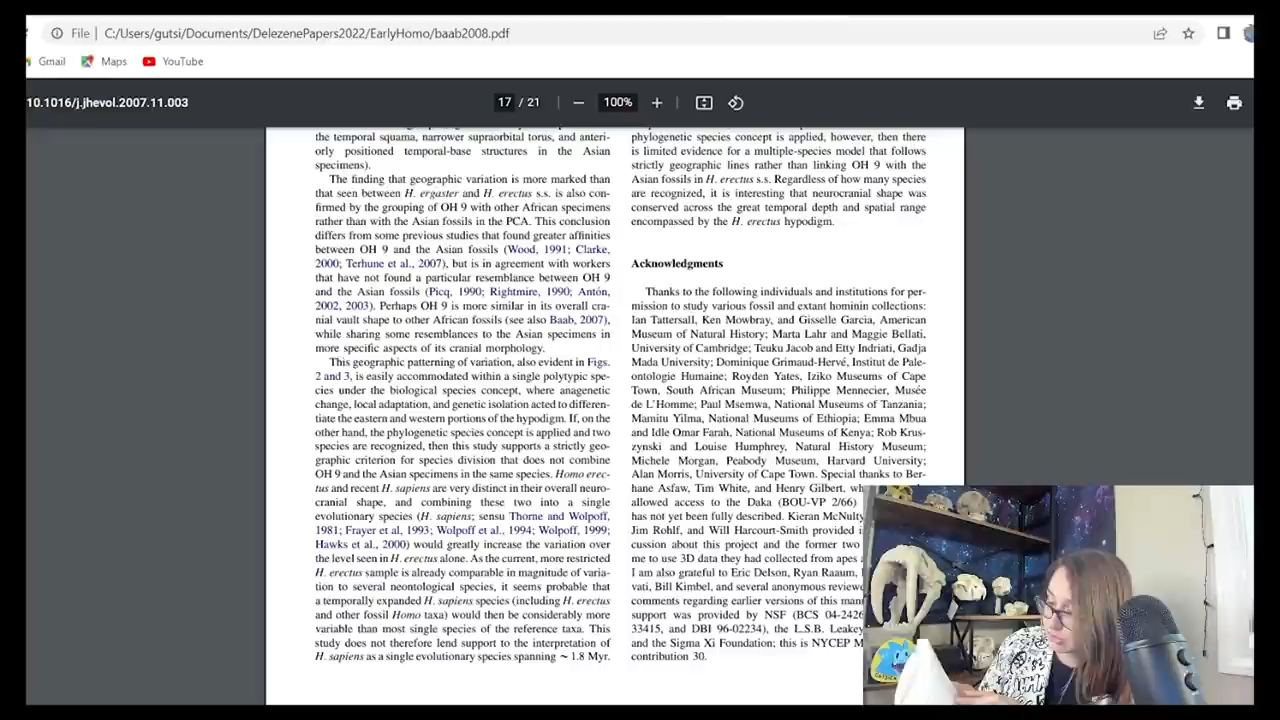 File
C:/Users/gutsi/Documents/DelezenePapers2022/EarlyHomo/baab2008.pdf
Gmail
Maps
YouTube
10.1016/j.jhevol.2007.11.003
17 / 21
100%
the temporal squama, narrower supraorbital torus, and anteri-
orly positioned temporal-base structures in the Asian
specimens).
The finding that geographic variation is more marked than
that seen between H. ergaster and H. erectus s.s. is also con-
firmed by the grouping of OH 9 with other African specimens
rather than with the Asian fossils in the PCA. This conclusion
differs from some previous studies that found greater affinities
between OH 9 and the Asian fossils (Wood, 1991; Clarke,
2000; Terhune et al., 2007), but is in agreement with workers
that have not found a particular resemblance between OH 9
and the Asian fossils (Picq, 1990; Rightmire, 1990; Antón,
2002, 2003). Perhaps OH 9 is more similar in its overall cra-
nial vault shape to other African fossils (see also Baab, 2007),
while sharing some resemblances to the Asian specimens in
more specific aspects of its cranial morphology.
This geographic patterning of variation, also evident in Figs.
2 and 3, is easily accommodated within a single polytypic spe-
cies under the biological species concept, where anagenetic
change, local adaptation, and genetic isolation acted to differen-
tiate the eastern and western portions of the hypodigm. If, on the
other hand, the phylogenetic species concept is applied and two
species are recognized, then this study supports a strictly geo-
graphic criterion for species division that does not combine
OH 9 and the Asian specimens in the same species. Homo erec-
tus and recent H. sapiens are very distinct in their overall neuro-
cranial shape, and combining these two into a single
evolutionary species (H. sapiens; sensu Thorne and Wolpoff,
1981; Frayer et al, 1993; Wolpoff et al., 1994; Wolpoff, 1999;
Hawks et al., 2000) would greatly increase the variation over
the level seen in H. erectus alone. As the current, more restricted
H. erectus sample is already comparable in magnitude of varia-
tion to several neontological species, it seems probable that
a temporally expanded H. sapiens species (including H. erectus
and other fossil Homo taxa) would then be considerably more
variable than most single species of the reference taxa. This
study does not therefore lend support to the interpretation of
H. sapiens as a single evolutionary species spanning ~ 1.8 Myr.
phylogenetic species concept is applied, however, then there
is limited evidence for a multiple-species model that follows
strictly geographic lines rather than linking OH 9 with the
Asian fossils in H. erectus s.s. Regardless of how many species
are recognized, it is interesting that neurocranial shape was
conserved across the great temporal depth and spatial range
encompassed by the H. erectus hypodigm.
Acknowledgments
Thanks to the following individuals and institutions for per-
mission to study various fossil and extant hominin collections:
Ian Tattersall, Ken Mowbray, and Gisselle Garcia, American
Museum of Natural History; Marta Lahr and Maggie Bellati,
University of Cambridge; Teuku Jacob and Etty Indriati, Gadja
Mada University; Dominique Grimaud-Hervé, Institut de Pale-
ontologie Humaine; Royden Yates, Iziko Museums of Cape
Town, South African Museum; Philippe Mennecier, Musée
de L'Homme; Paul Msemwa, National Museums of Tanzania;
Mamitu Yilma, National Museums of Ethiopia; Emma Mbua
and Idle Omar Farah, National Museums of Kenya; Rob Krus-
zynski and Louise Humphrey, Natural History Museum;
Michele Morgan, Peabody Museum, Harvard University;
Alan Morris, University of Cape Town. Special thanks to Ber-
hane Asfaw, Tim White, and Henry Gilbert, wh
allowed access to the Daka (BOU-VP 2/66)
has not yet been fully described. Kieran McNulty
Jim Rohlf, and Will Harcourt-Smith provided
cussion about this project and the former two
me to use 3D data they had collected from apes
I am also grateful to Eric Delson, Ryan Raaum,
vati, Bill Kimbel, and several anonymous reviewe
comments regarding earlier versions of this man
support was provided by NSF (BCS 04-2426
33415, and DBI 96-02234), the L.S.B. Leakey
and the Sigma Xi Foundation; this is NYCEP M
contribution 30.